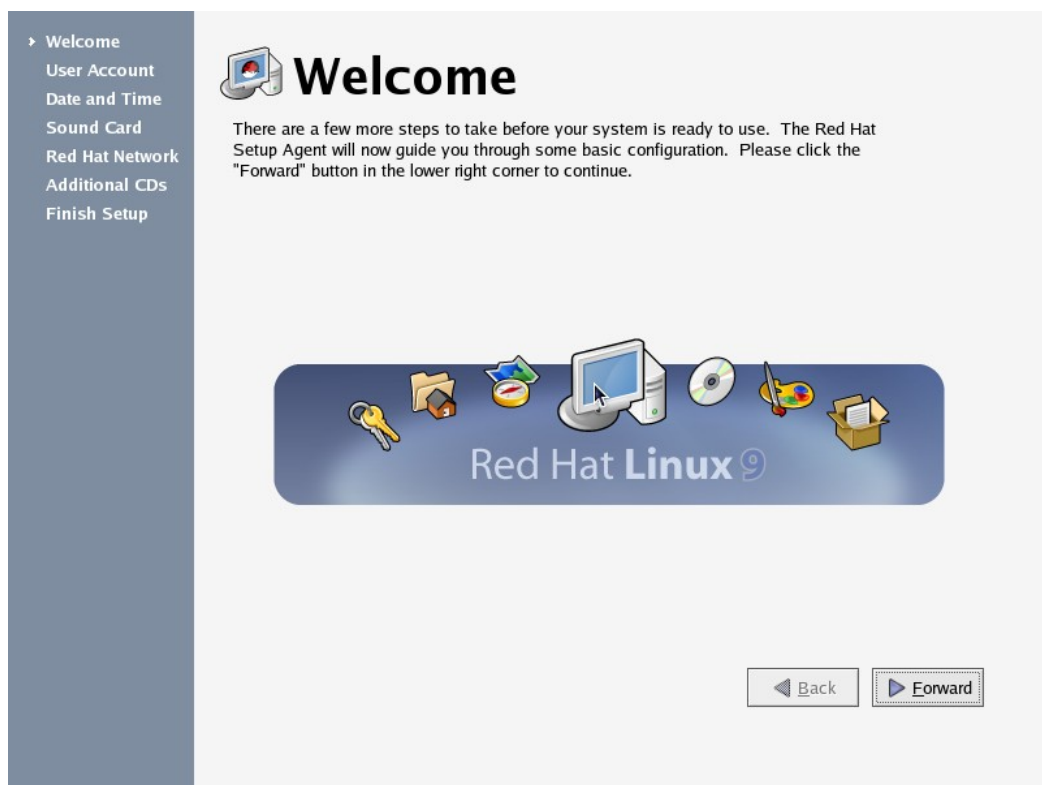 Welcome
User Account
Date and Time
Sound Card
Red Hat Network
Additional CDs
Finish Setup
Welcome
There are a few more steps to take before your system is ready to use. The Red Hat
Setup Agent will now guide you through some basic configuration. Please click the
"Forward" button in the lower right corner to continue.
Red Hat Linux 9
Back
Forward